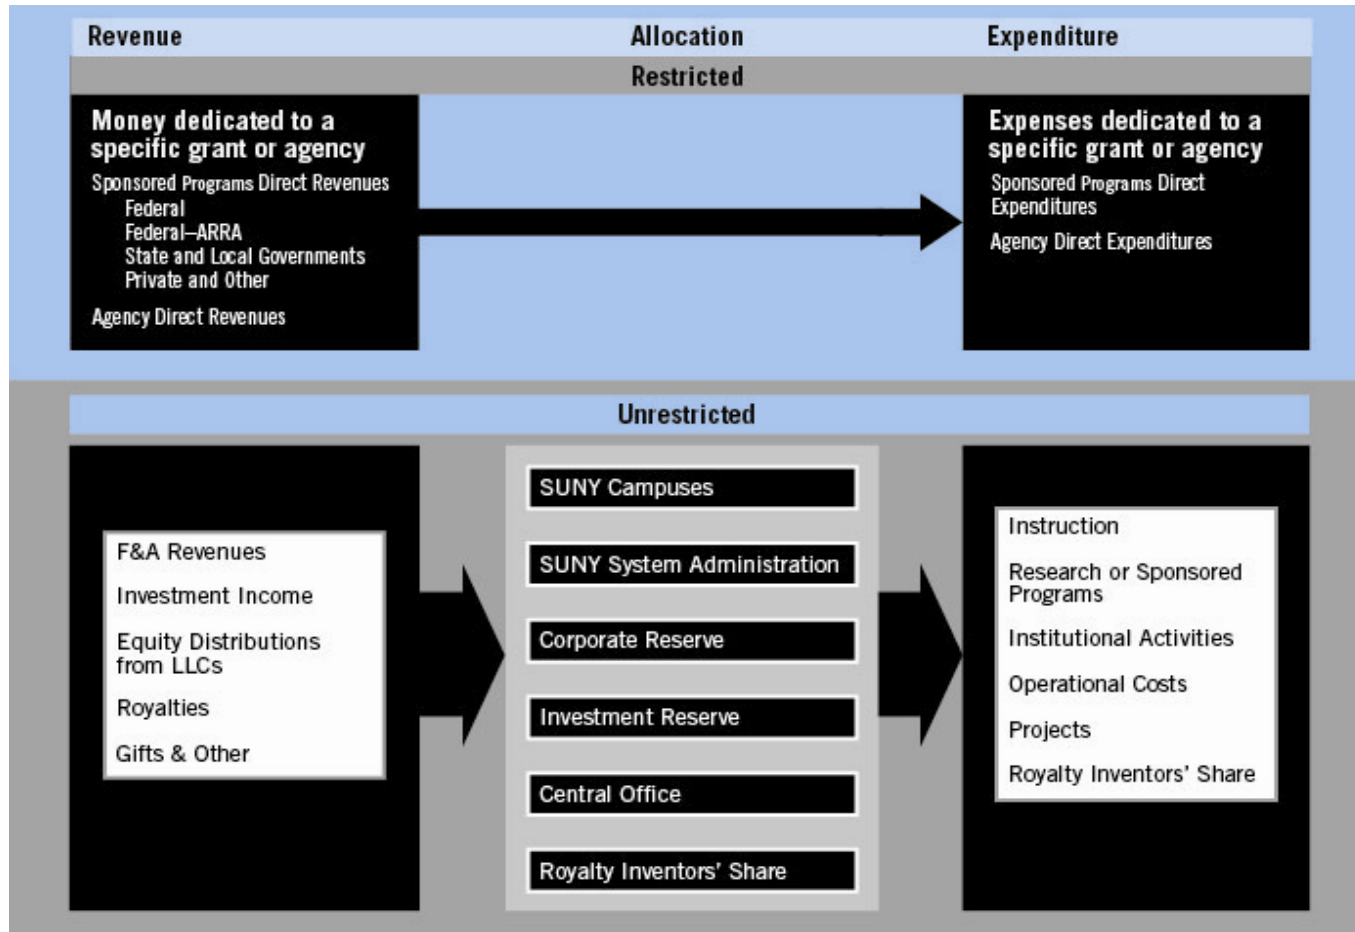 Revenue
Allocation
Expenditure
Restricted
Money dedicated to a
specific grant or agency
Sponsored Programs Direct Revenues
Federal
Federal–ARRA
State and Local Governments
Private and Other
Agency Direct Revenues
Expenses dedicated to a
specific grant or agency
Sponsored Programs Direct
Expenditures
Agency Direct Expenditures
Unrestricted
F&A Revenues
Investment Income
Equity Distributions
from LLCs
Royalties
Gifts & Other
SUNY Campuses
SUNY System Administration
Corporate Reserve
Investment Reserve
Central Office
Royalty Inventors’ Share
Instruction
Research or Sponsored
Programs
Institutional Activities
Operational Costs
Projects
Royalty Inventors’ Share